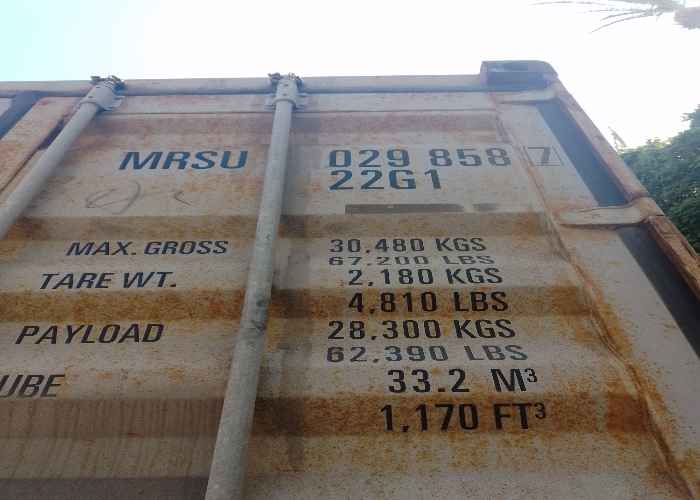 MRSU 029 858 7
22G1
MAX. GROSS 30,480 KGS
67,200 LBS
TARE WT. 2,180 KGS
4,810 LBS
PAYLOAD 28,300 KGS
62,390 LBS
UBE 33.2 M³
1,170 FT³